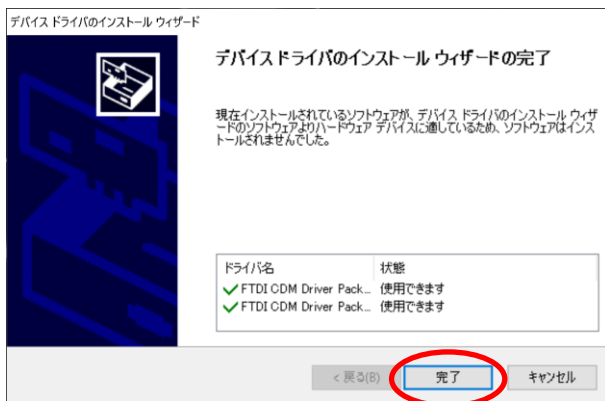 デバイス ドライバのインストール ウィザード
デバイス ドライバのインストール ウィザードの完了
現在インストールされているソフトウェアが、デバイス ドライバのインストール ウィザ
ードのソフトウェアよりハードウェア デバイスに適しているため、ソフトウェアはインス
トールされませんでした。
ドライバ名 状態
FTDI CDM Driver Pack... 使用できます
FTDI CDM Driver Pack... 使用できます
< 戻る(B) 完了 キャンセル